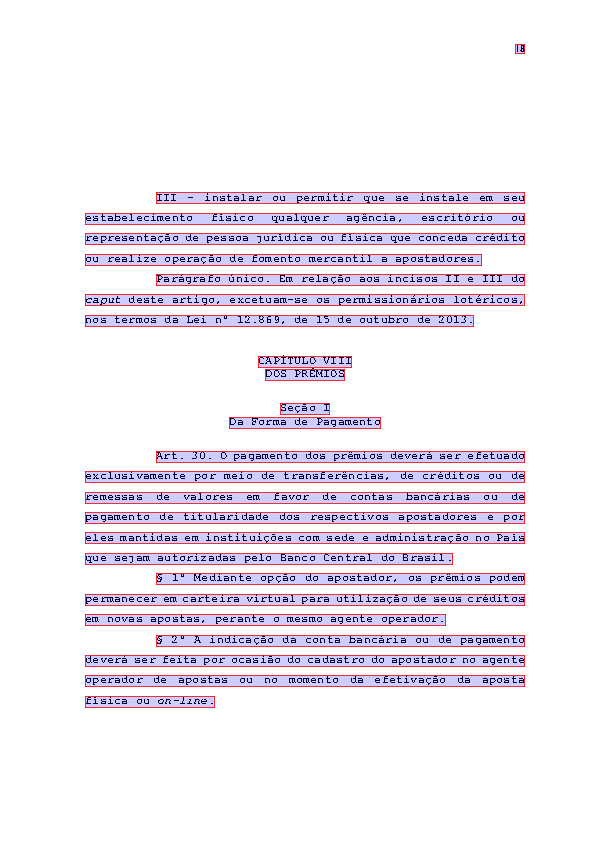 18
III – instalar ou permitir que se instale em seu
estabelecimento físico qualquer agência, escritório ou
representação de pessoa jurídica ou física que conceda crédito
ou realize operação de fomento mercantil a apostadores.
Parágrafo único. Em relação aos incisos II e III do
caput deste artigo, excetuam-se os permissionários lotéricos,
nos termos da Lei nº 12.869, de 15 de outubro de 2013.
CAPÍTULO VIII
DOS PRÊMIOS
Seção I
Da Forma de Pagamento
Art. 30. O pagamento dos prêmios deverá ser efetuado
exclusivamente por meio de transferências, de créditos ou de
remessas de valores em favor de contas bancárias ou de
pagamento de titularidade dos respectivos apostadores e por
eles mantidas em instituições com sede e administração no País
que sejam autorizadas pelo Banco Central do Brasil.
§ 1º Mediante opção do apostador, os prêmios podem
permanecer em carteira virtual para utilização de seus créditos
em novas apostas, perante o mesmo agente operador.
§ 2º A indicação da conta bancária ou de pagamento
deverá ser feita por ocasião do cadastro do apostador no agente
operador de apostas ou no momento da efetivação da aposta
física ou on-line.